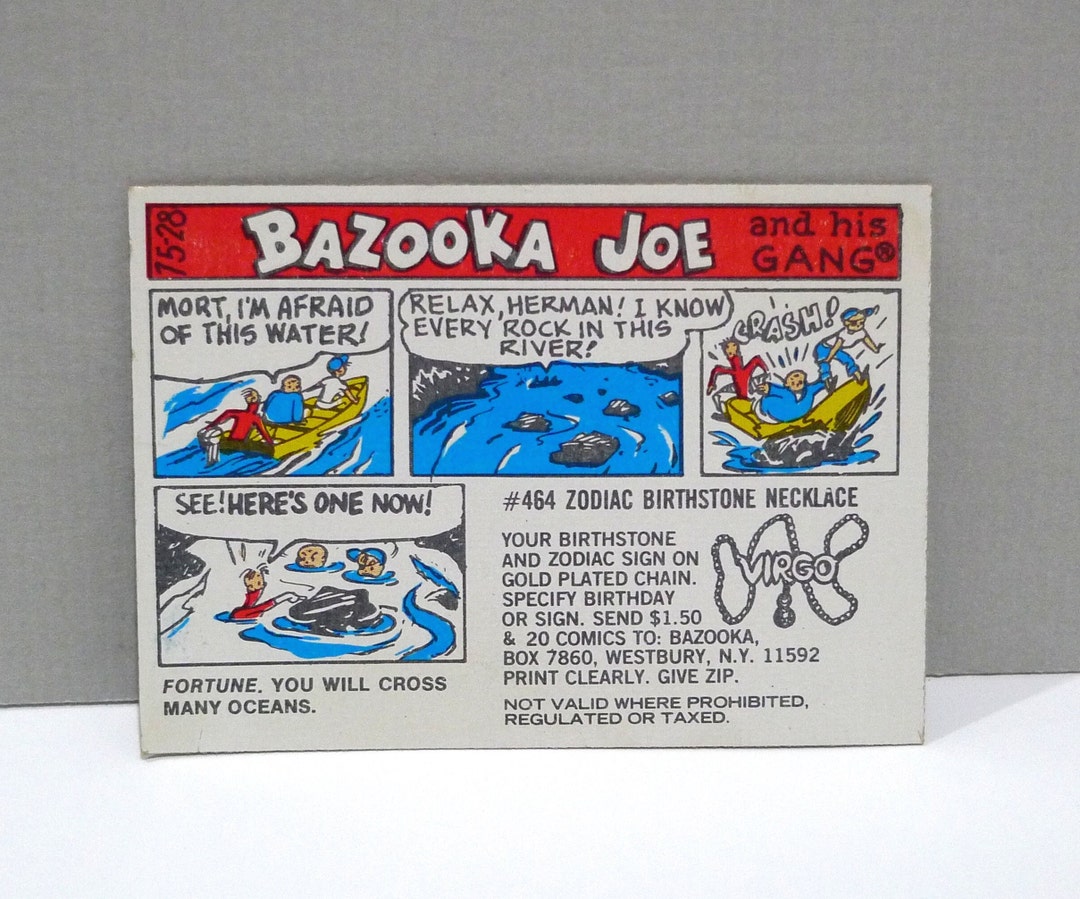 75-28
BAZOOKA JOE
and his
GANG®
MORT, I'M AFRAID
OF THIS WATER!
RELAX, HERMAN! I KNOW
EVERY ROCK IN THIS
RIVER!
CRASH!
SEE! HERE'S ONE NOW!
FORTUNE. YOU WILL CROSS
MANY OCEANS.
#464 ZODIAC BIRTHSTONE NECKLACE
YOUR BIRTHSTONE
AND ZODIAC SIGN ON
GOLD PLATED CHAIN.
SPECIFY BIRTHDAY
OR SIGN. SEND $1.50
& 20 COMICS TO: BAZOOKA,
BOX 7860, WESTBURY, N.Y. 11592
PRINT CLEARLY. GIVE ZIP.
VIRGO
NOT VALID WHERE PROHIBITED,
REGULATED OR TAXED.